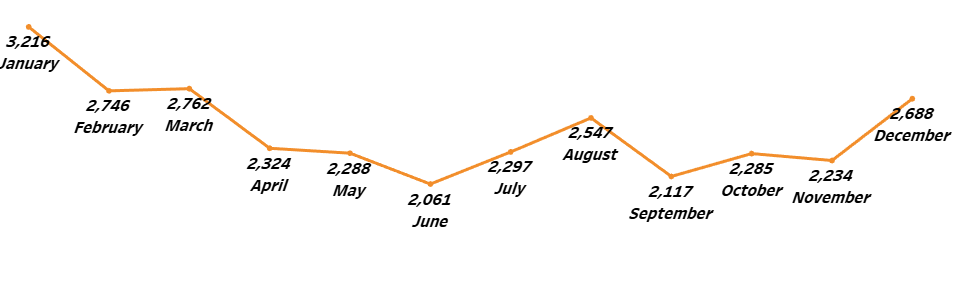 3,216
January
2,746
February
2,762
March
2,324
April
2,288
May
2,061
June
2,297
July
2,547
August
2,117
September
2,285
October
2,234
November
2,688
December